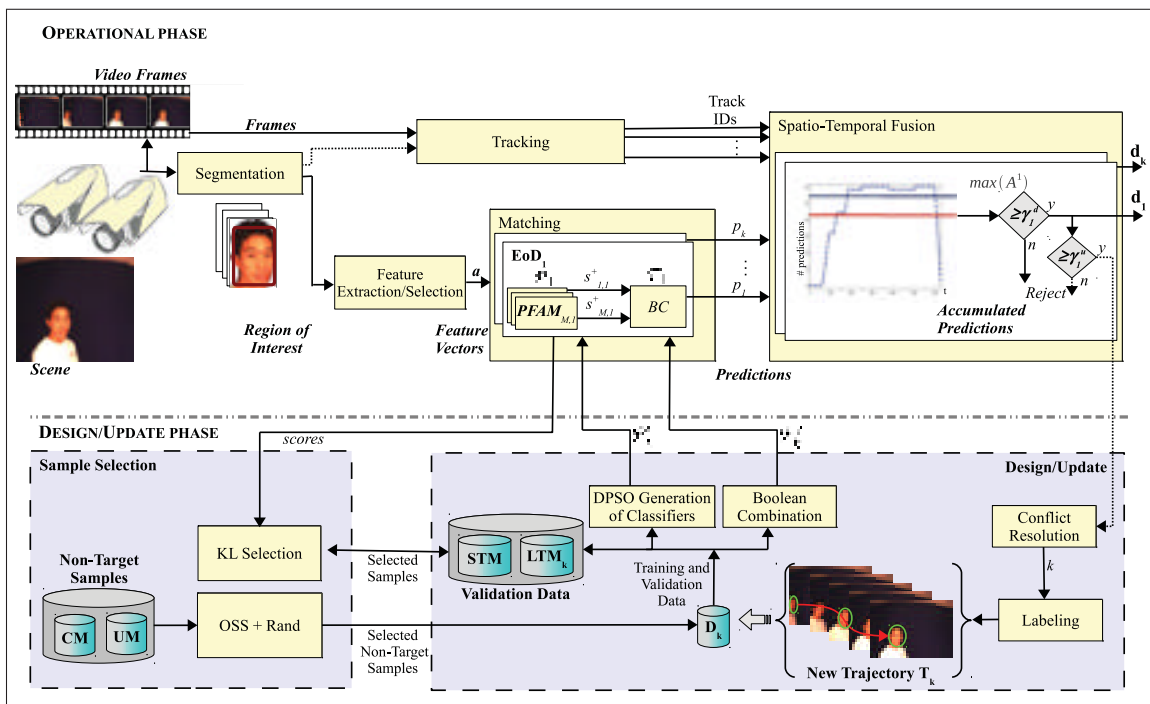 OPERATIONAL PHASE
Video Frames
Frames
Track
IDs
Tracking
Segmentation
Spatio-Temporal Fusion
max(A¹)
≥γ₁ᵈ
y
n
≥γ₁ᵘ
y
n
Reject
# predictions
t
Accumulated
Predictions
d_k
d_1
Matching
EoD_1
s⁺_{1,1}
s⁺_{M,1}
PFAM_{M,1}
BC
p_k
p_1
Feature
Extraction/Selection
a
Region of
Interest
Feature
Vectors
Predictions
Scene
DESIGN/UPDATE PHASE
scores
Sample Selection
Design/Update
KL Selection
Non-Target
Samples
CM
UM
OSS + Rand
Selected
Samples
Selected
Non-Target
Samples
STM
LTM_k
Validation Data
DPSO Generation
of Classifiers
Boolean
Combination
Training and
Validation
Data
D_k
New Trajectory T_k
Conflict
Resolution
k
Labeling